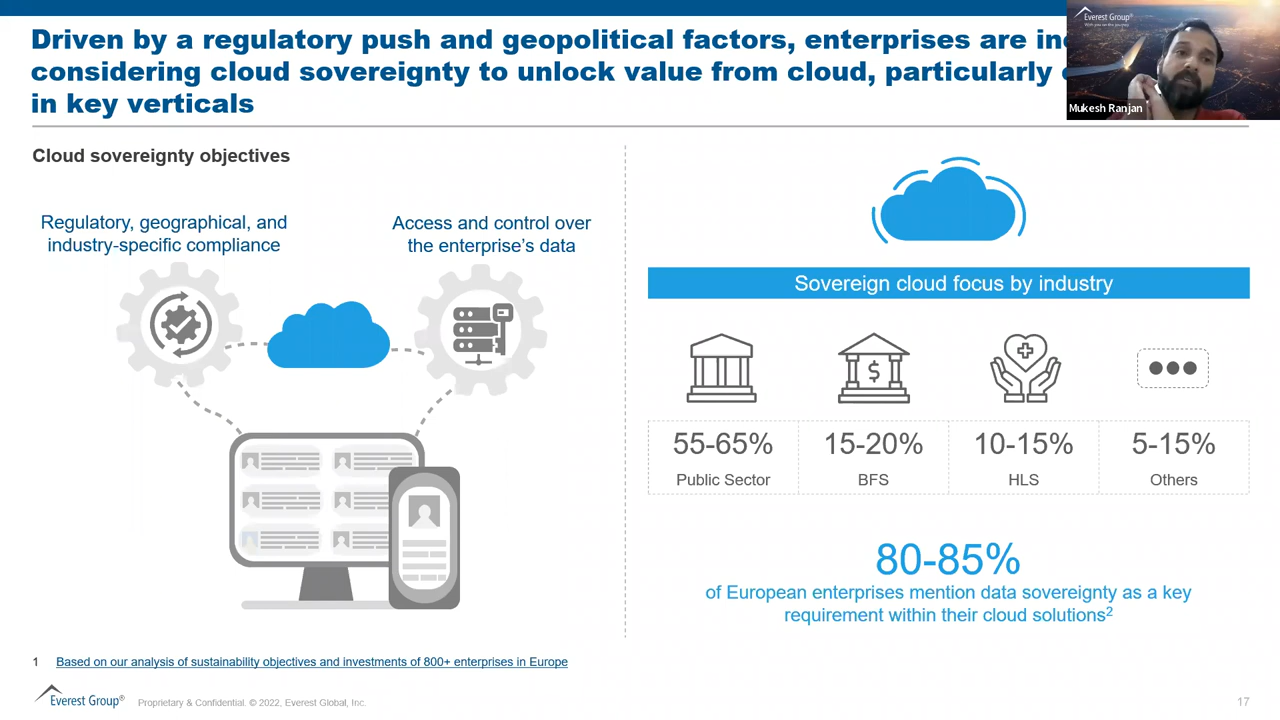 Driven by a regulatory push and geopolitical factors, enterprises are
considering cloud sovereignty to unlock value from cloud, particularly
in key verticals
Everest Group®
With you on the journey
Mukesh Ranjan
Cloud sovereignty objectives
Regulatory, geographical, and
industry-specific compliance
Access and control over
the enterprise's data
Sovereign cloud focus by industry
$
55-65%
Public Sector
15-20%
BFS
10-15%
HLS
5-15%
Others
80-85%
of European enterprises mention data sovereignty as a key
requirement within their cloud solutions2
1 Based on our analysis of sustainability objectives and investments of 800+ enterprises in Europe
Everest Group®
Proprietary & Confidential. © 2022, Everest Global, Inc.
17